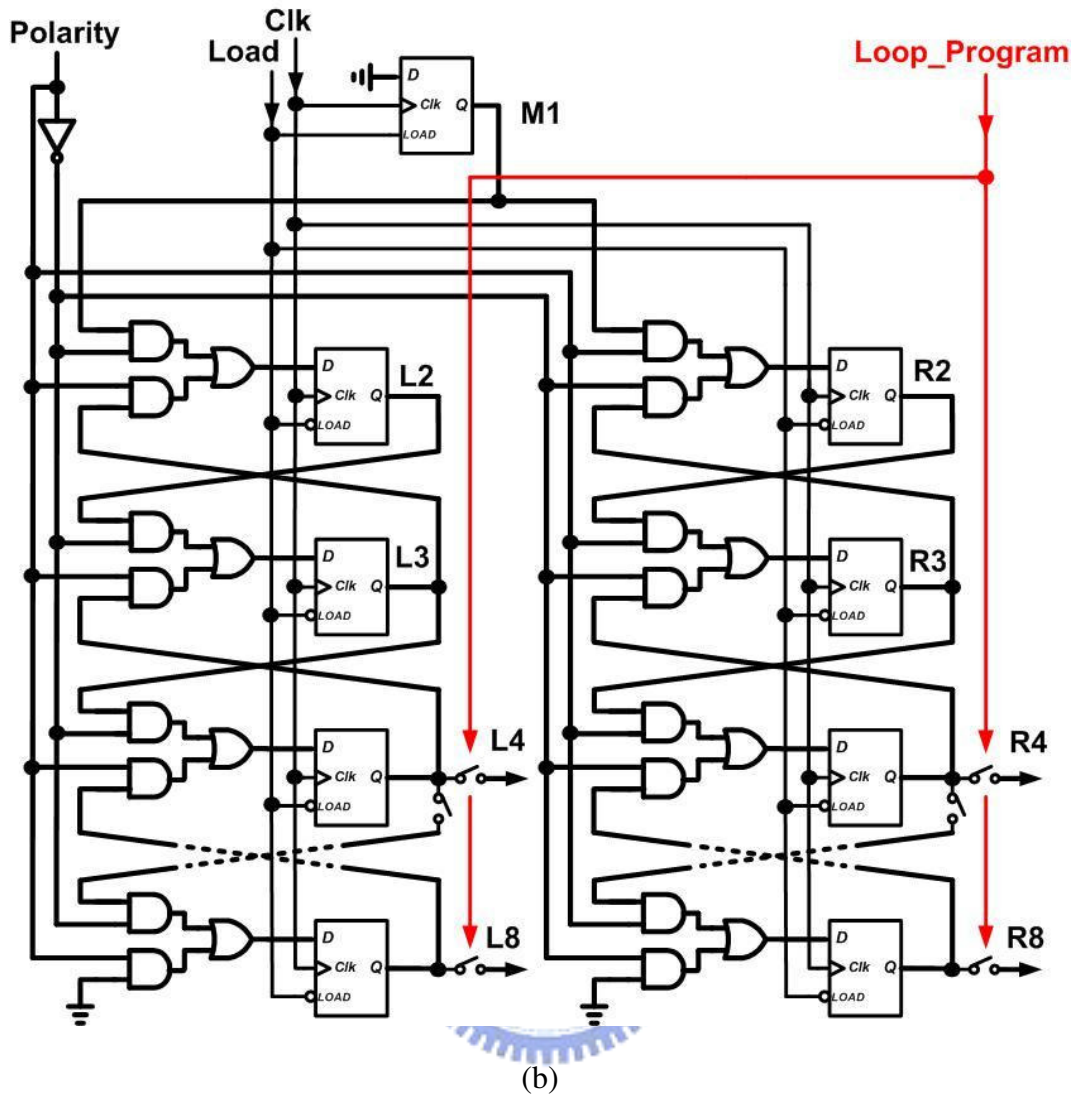 Clk
Polarity
Load
Loop_Program
D
Clk Q
LOAD
M1
D
Clk Q
LOAD
L2
D
Clk Q
LOAD
R2
D
Clk Q
LOAD
L3
D
Clk Q
LOAD
R3
D
Clk Q
LOAD
L4
D
Clk Q
LOAD
R4
D
Clk Q
LOAD
L8
D
Clk Q
LOAD
R8
(b)